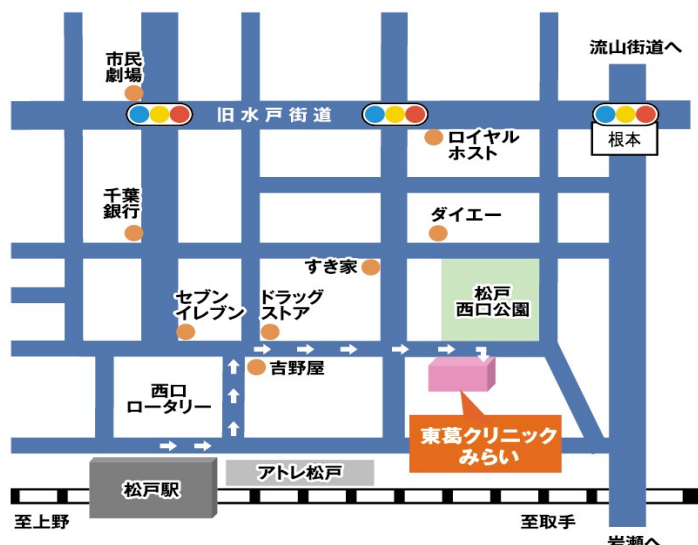 流山街道へ
市民
劇場
旧水戸街道
根本
ロイヤル
ホスト
千葉
銀行
ダイエー
すき家
松戸
西口公園
セブン
イレブン
ドラッグ
ストア
吉野屋
西口
ロータリー
東葛クリニック
みらい
アトレ松戸
松戸駅
至上野
至取手
岩瀬へ